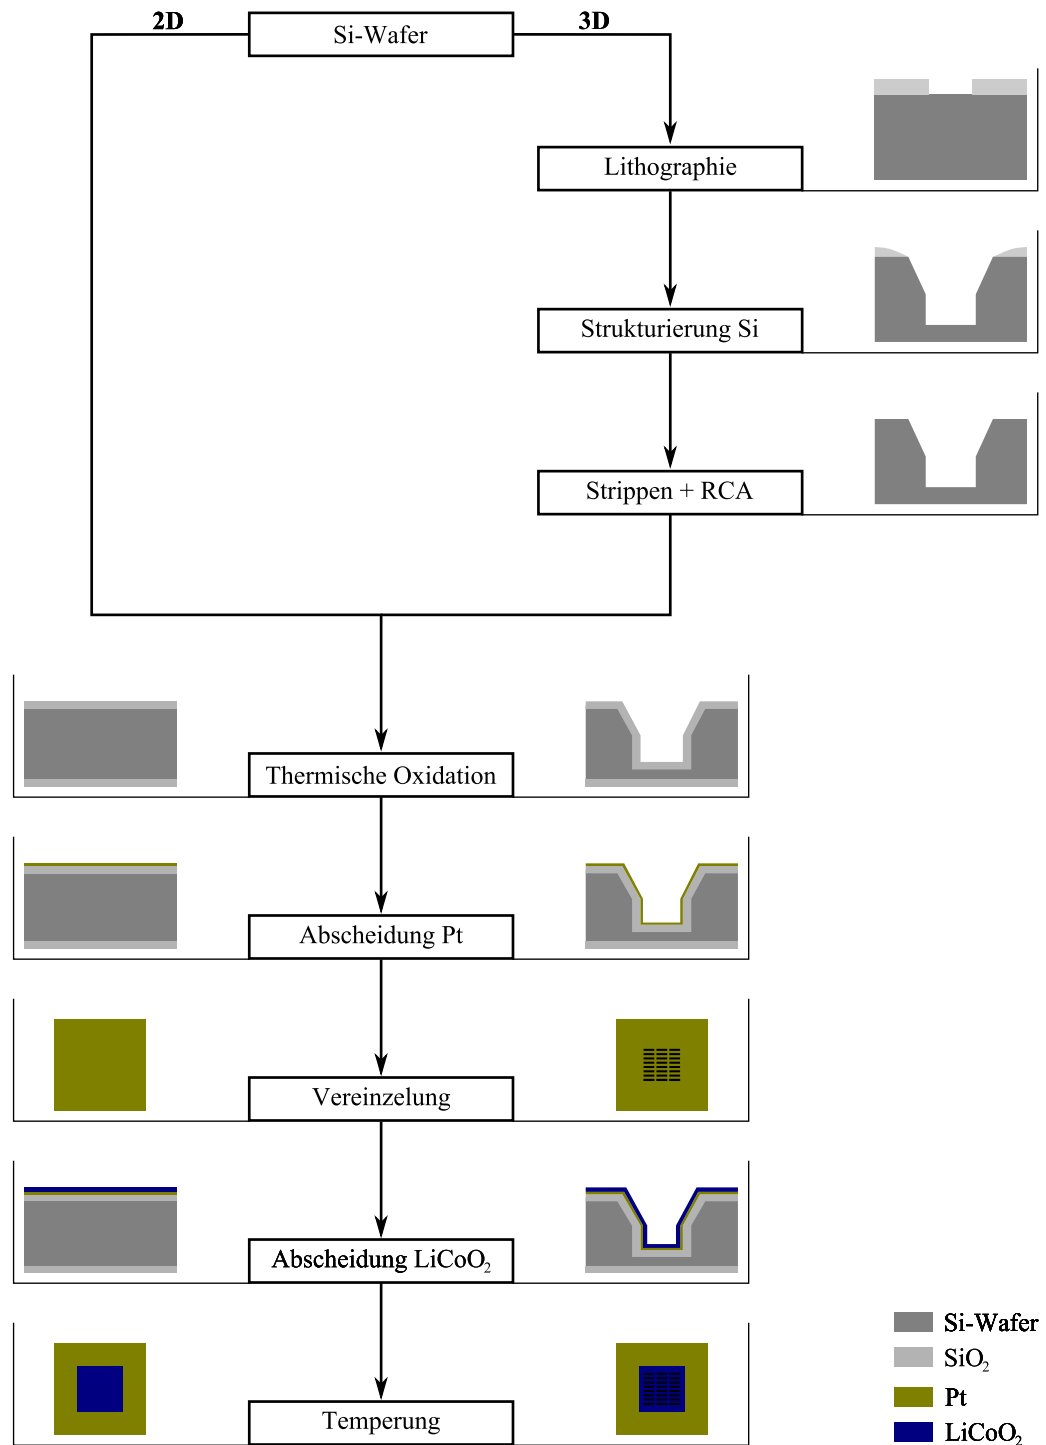 2D
Si-Wafer
3D
Lithographie
Strukturierung Si
Strippen + RCA
Thermische Oxidation
Abscheidung Pt
Vereinzelung
Abscheidung LiCoO₂
Temperung
Si-Wafer
SiO₂
Pt
LiCoO₂